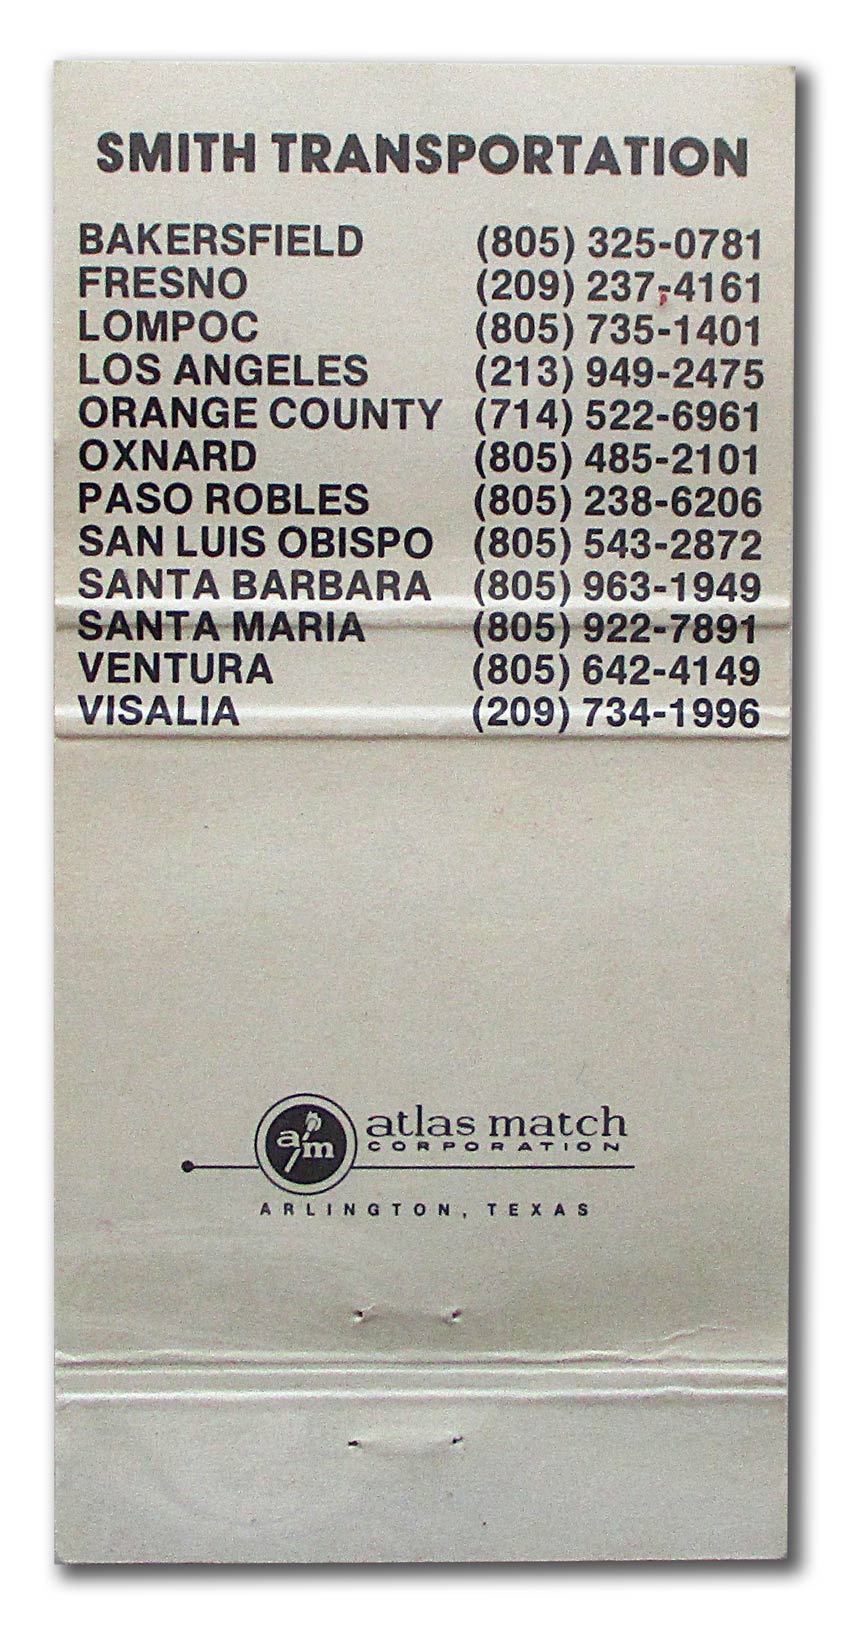 SMITH TRANSPORTATION
BAKERSFIELD (805) 325-0781
FRESNO (209) 237-4161
LOMPOC (805) 735-1401
LOS ANGELES (213) 949-2475
ORANGE COUNTY (714) 522-6961
OXNARD (805) 485-2101
PASO ROBLES (805) 238-6206
SAN LUIS OBISPO (805) 543-2872
SANTA BARBARA (805) 963-1949
SANTA MARIA (805) 922-7891
VENTURA (805) 642-4149
VISALIA (209) 734-1996
a/m atlas match
CORPORATION
ARLINGTON, TEXAS